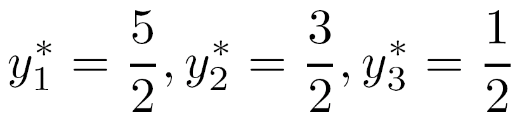 $y_1^* = \frac{5}{2}, y_2^* = \frac{3}{2}, y_3^* = \frac{1}{2}$